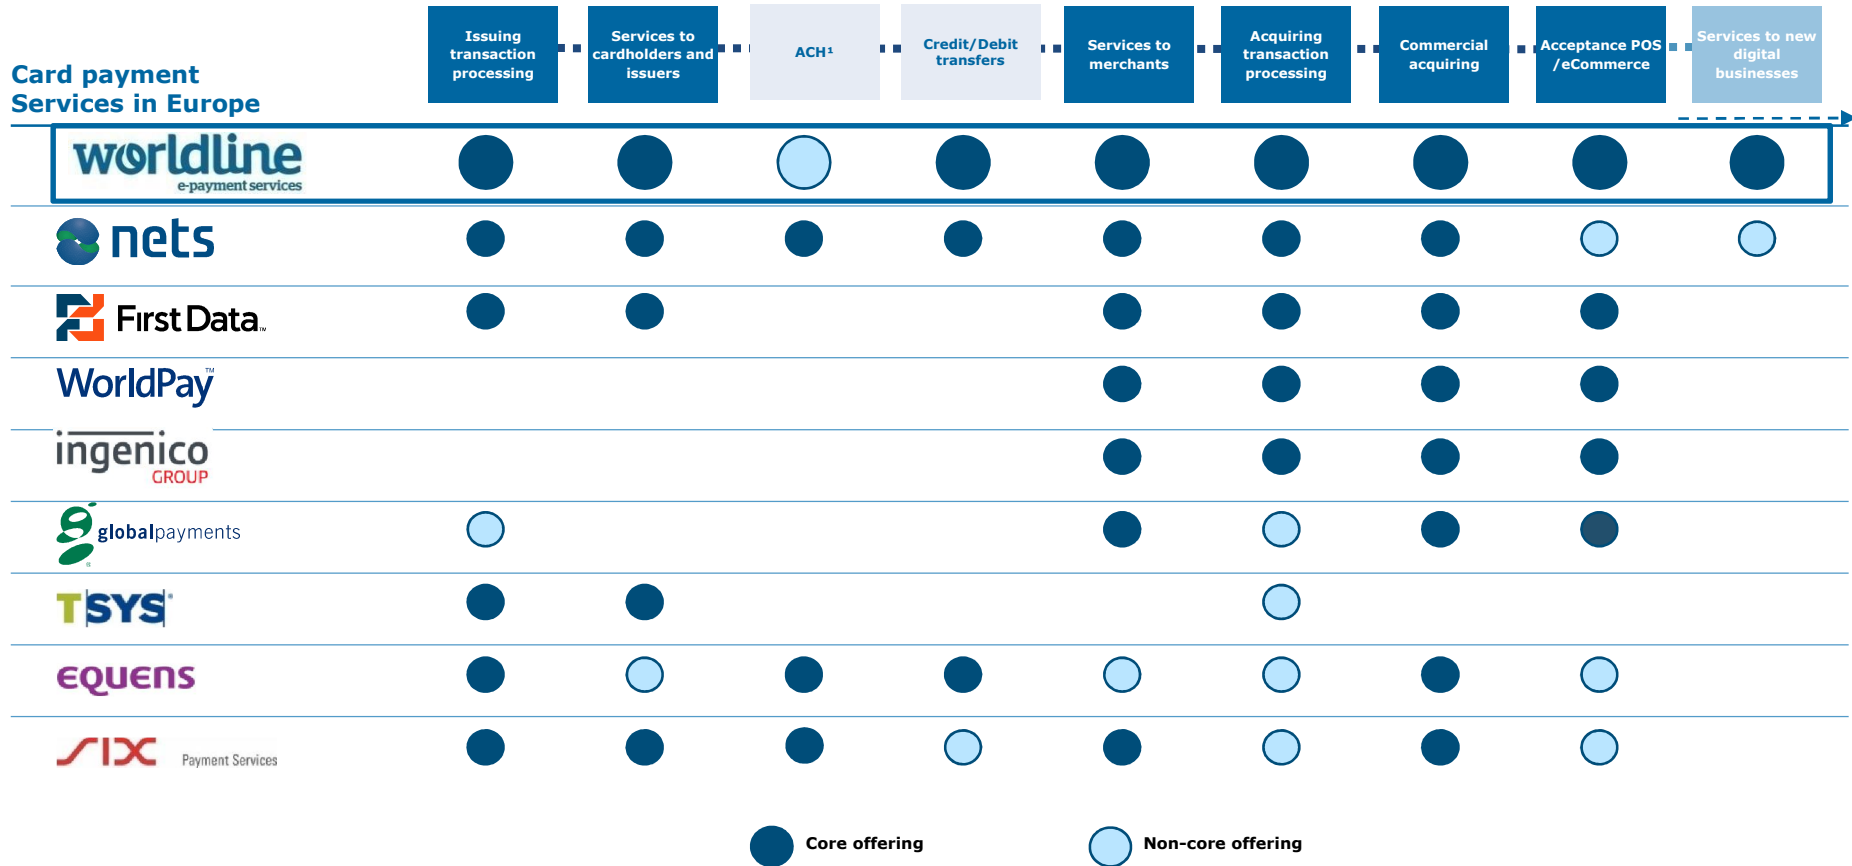 Issuing
transaction
processing
Services to
cardholders and
issuers
ACH¹
Credit/Debit
transfers
Services to
merchants
Acquiring
transaction
processing
Commercial
acquiring
Acceptance POS
/eCommerce
Services to new
digital
businesses
Card payment
Services in Europe
worldline
e-payment services
nets
First Data™
WorldPay™
ingenico
GROUP
globalpayments®
TSYS®
EQUENS
SIX Payment Services
Core offering
Non-core offering